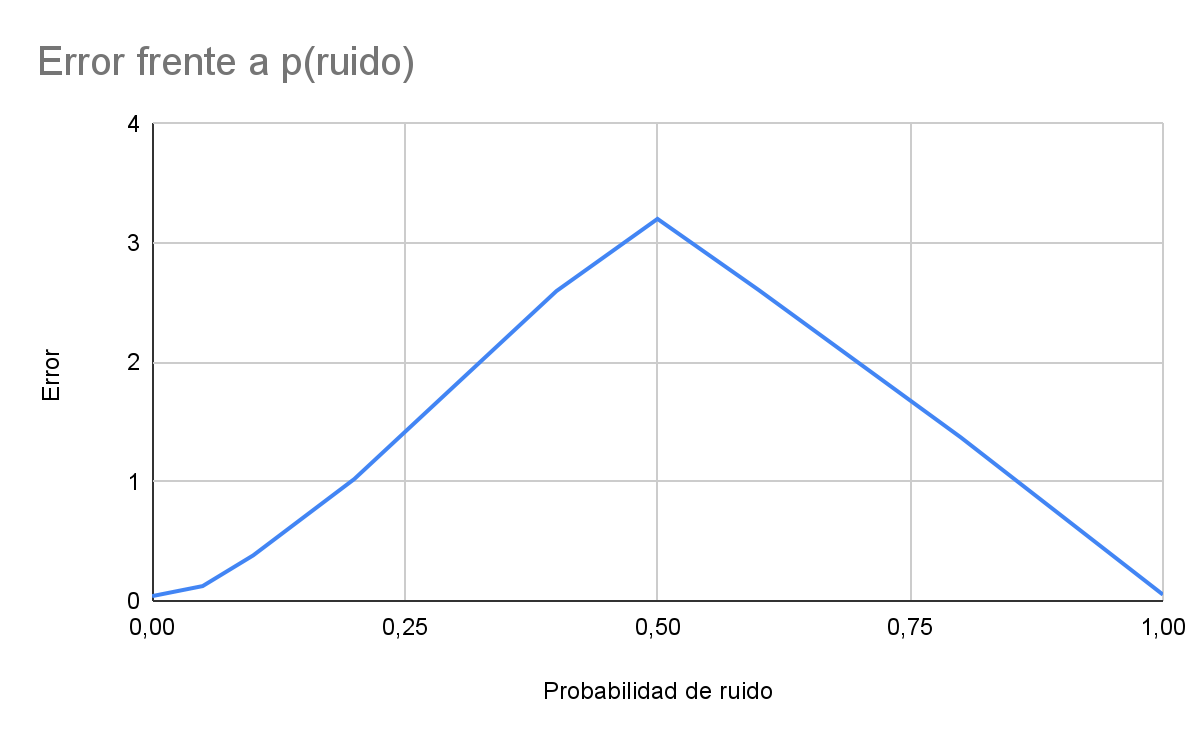 Error frente a p(ruido)
4
3
2
1
0
Error
0,00 0,25 0,50 0,75 1,00
Probabilidad de ruido